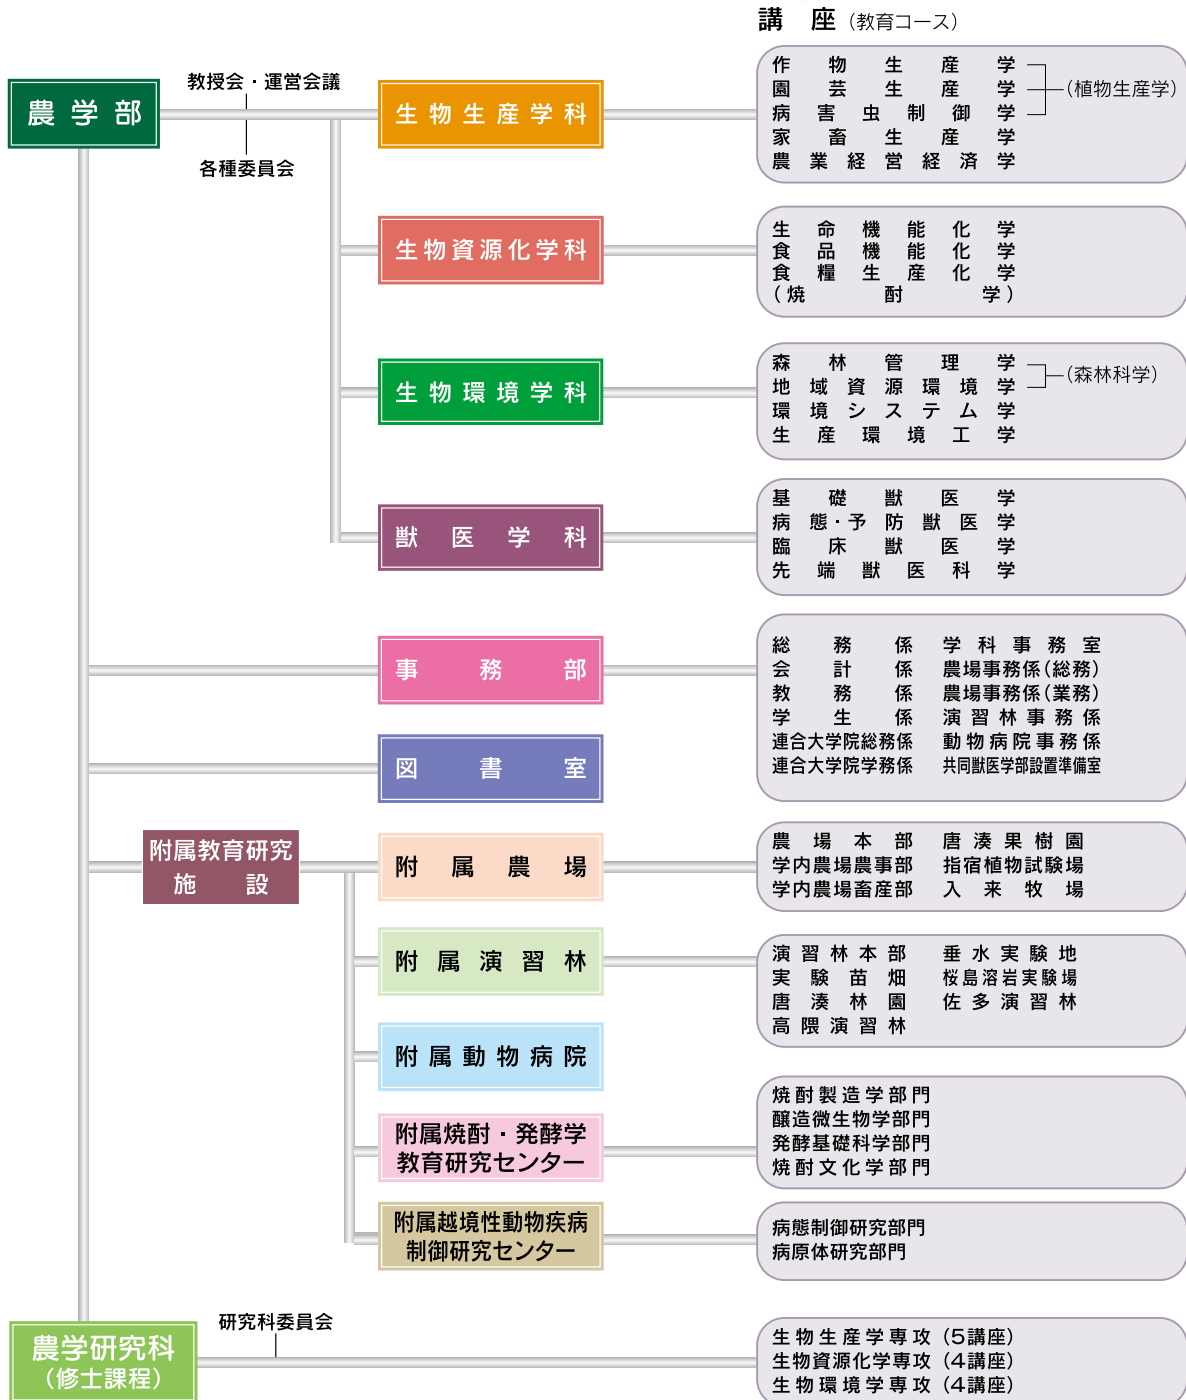 講座（教育コース）
農学部
教授会・運営会議
各種委員会
生物生産学科
作物生産学
園芸生産学
病害虫制御学
家畜生産学
農業経営経済学
（植物生産学）
生物資源化学科
生命機能化学
食品機能化学
食糧生産化学
（焼酎学）
生物環境学科
森林管理学
地域資源環境学
環境システム学
生産環境工学
（森林科学）
獣医学科
基礎獣医学
病態・予防獣医学
臨床獣医学
先端獣医科学
事務部
総務係 学科事務室
会計係 農場事務係（総務）
教務係 農場事務係（業務）
学生係 演習林事務係
連合大学院総務係 動物病院事務係
連合大学院学務係 共同獣医学部設置準備室
図書室
附属教育研究
施設
附属農場
農場本部 唐湊果樹園
学内農場農事部 指宿植物試験場
学内農場畜産部 入来牧場
附属演習林
演習林本部 垂水実験地
実験苗畑 桜島溶岩実験場
唐湊林園 佐多演習林
高隈演習林
附属動物病院
附属焼酎・発酵学
教育研究センター
焼酎製造学部門
醸造微生物学部門
発酵基礎科学部門
焼酎文化学部門
附属越境性動物疾病
制御研究センター
病態制御研究部門
病原体研究部門
農学研究科
（修士課程）
研究科委員会
生物生産学専攻（5講座）
生物資源化学専攻（4講座）
生物環境学専攻（4講座）